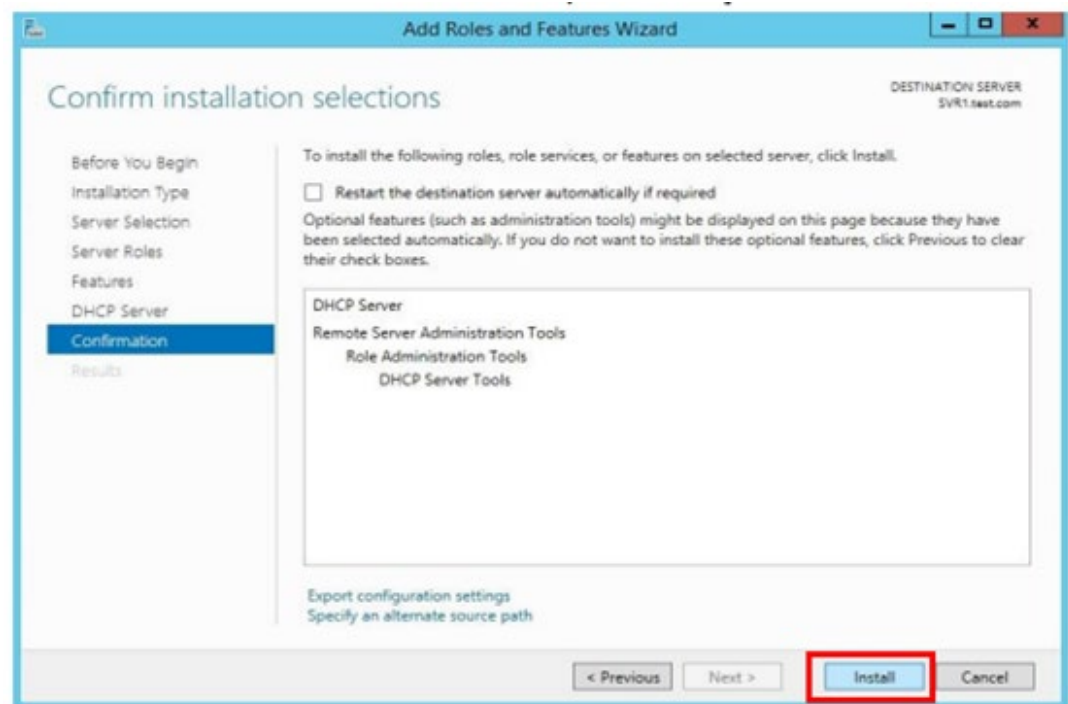 Add Roles and Features Wizard
Confirm installation selections
DESTINATION SERVER
SVR1.test.com
Before You Begin
Installation Type
Server Selection
Server Roles
Features
DHCP Server
Confirmation
Results
To install the following roles, role services, or features on selected server, click Install.
Restart the destination server automatically if required
Optional features (such as administration tools) might be displayed on this page because they have
been selected automatically. If you do not want to install these optional features, click Previous to clear
their check boxes.
DHCP Server
Remote Server Administration Tools
Role Administration Tools
DHCP Server Tools
Export configuration settings
Specify an alternate source path
< Previous
Next >
Install
Cancel